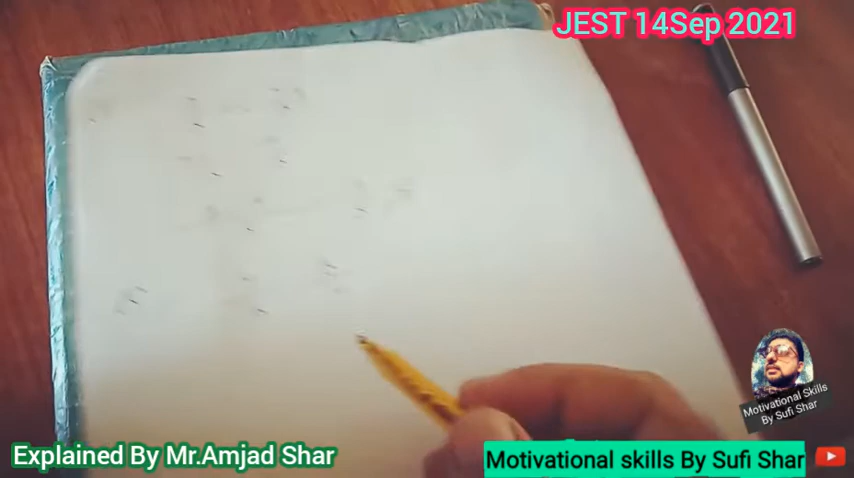 JEST 14Sep 2021
Motivational Skills
By Sufi Shar
Explained By Mr.Amjad Shar
Motivational skills By Sufi Shar